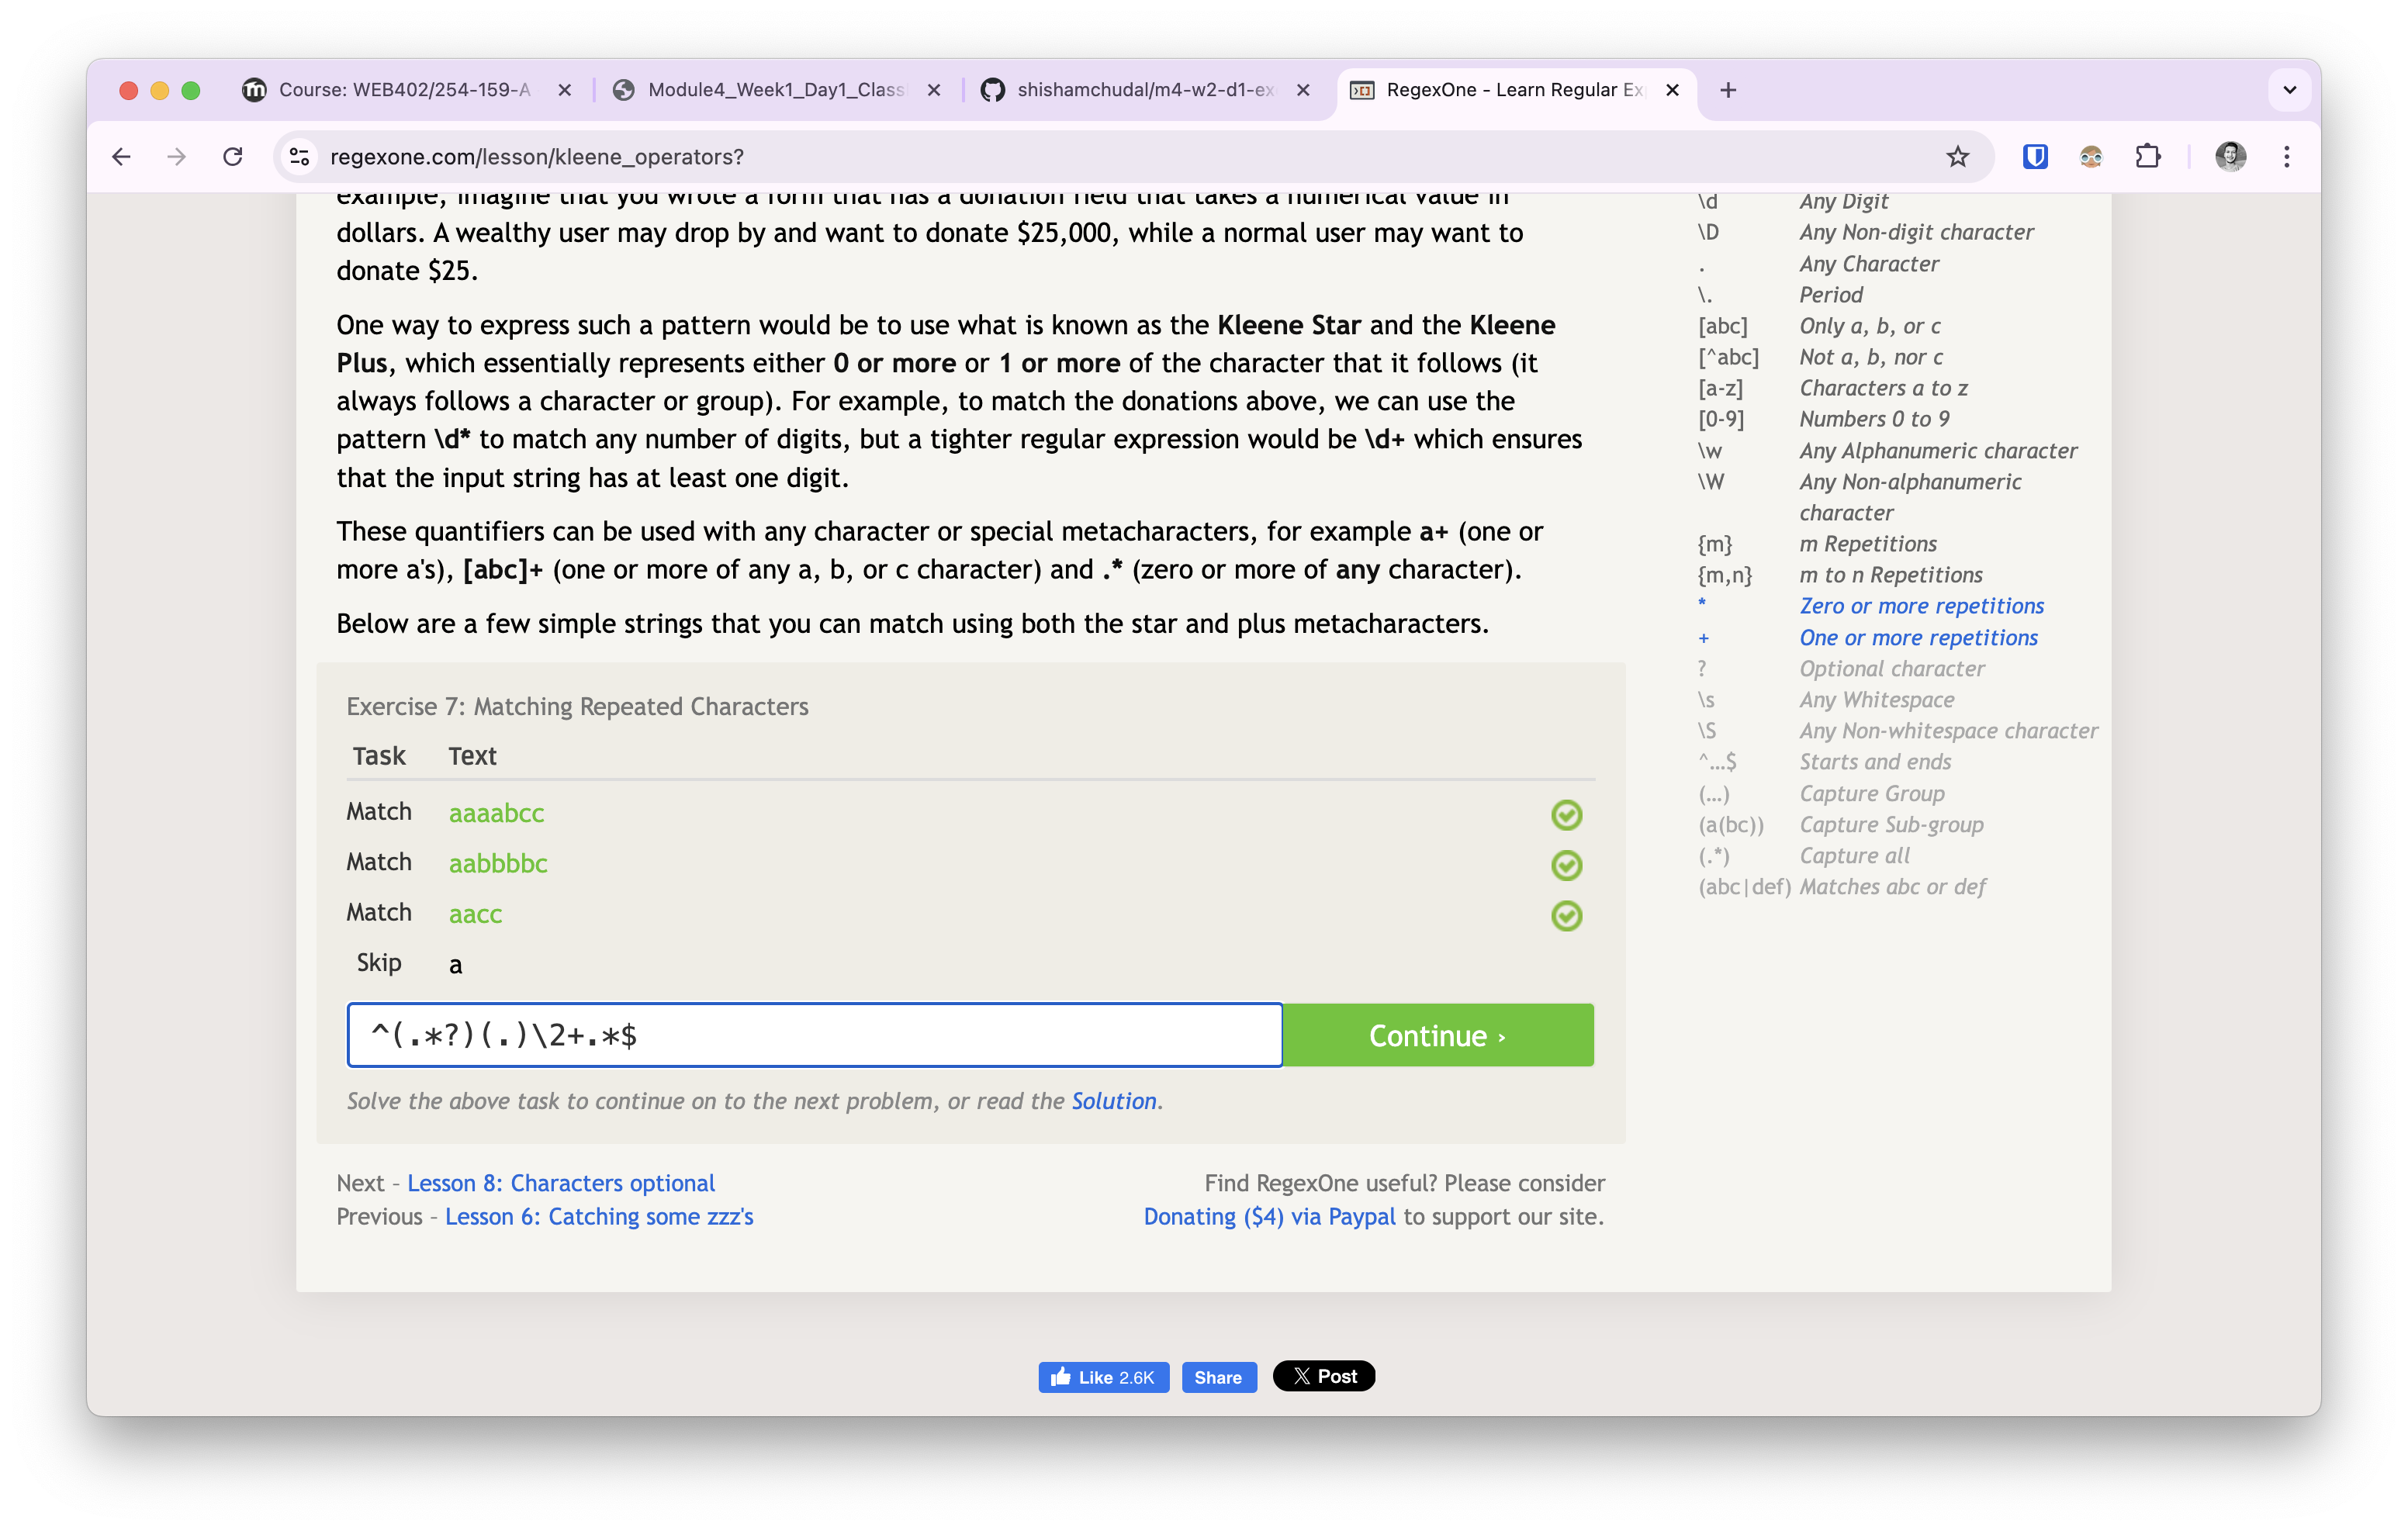 Course: WEB402/254-159-A
Module4_Week1_Day1_Class
shishamchudal/m4-w2-d1-ex
RegexOne - Learn Regular Ex
regexone.com/lesson/kleene_operators?
example, imagine that you wrote a form that has a donation field that takes a numerical value in
dollars. A wealthy user may drop by and want to donate $25,000, while a normal user may want to
donate $25.
One way to express such a pattern would be to use what is known as the Kleene Star and the Kleene
Plus, which essentially represents either 0 or more or 1 or more of the character that it follows (it
always follows a character or group). For example, to match the donations above, we can use the
pattern \d* to match any number of digits, but a tighter regular expression would be \d+ which ensures
that the input string has at least one digit.
These quantifiers can be used with any character or special metacharacters, for example a+ (one or
more a's), [abc]+ (one or more of any a, b, or c character) and .* (zero or more of any character).
Below are a few simple strings that you can match using both the star and plus metacharacters.
Exercise 7: Matching Repeated Characters
Task Text
Match aaaabcc
Match aabbbbc
Match aacc
Skip a
^(.*?)(.)\2+.*$
Continue ›
Solve the above task to continue on to the next problem, or read the Solution.
Next – Lesson 8: Characters optional
Previous – Lesson 6: Catching some zzz's
Find RegexOne useful? Please consider
Donating ($4) via Paypal to support our site.
\d Any Digit
\D Any Non-digit character
. Any Character
\. Period
[abc] Only a, b, or c
[^abc] Not a, b, nor c
[a-z] Characters a to z
[0-9] Numbers 0 to 9
\w Any Alphanumeric character
\W Any Non-alphanumeric
character
{m} m Repetitions
{m,n} m to n Repetitions
* Zero or more repetitions
+ One or more repetitions
? Optional character
\s Any Whitespace
\S Any Non-whitespace character
^…$ Starts and ends
(…) Capture Group
(a(bc)) Capture Sub-group
(.*) Capture all
(abc|def) Matches abc or def
Like 2.6K
Share
Post